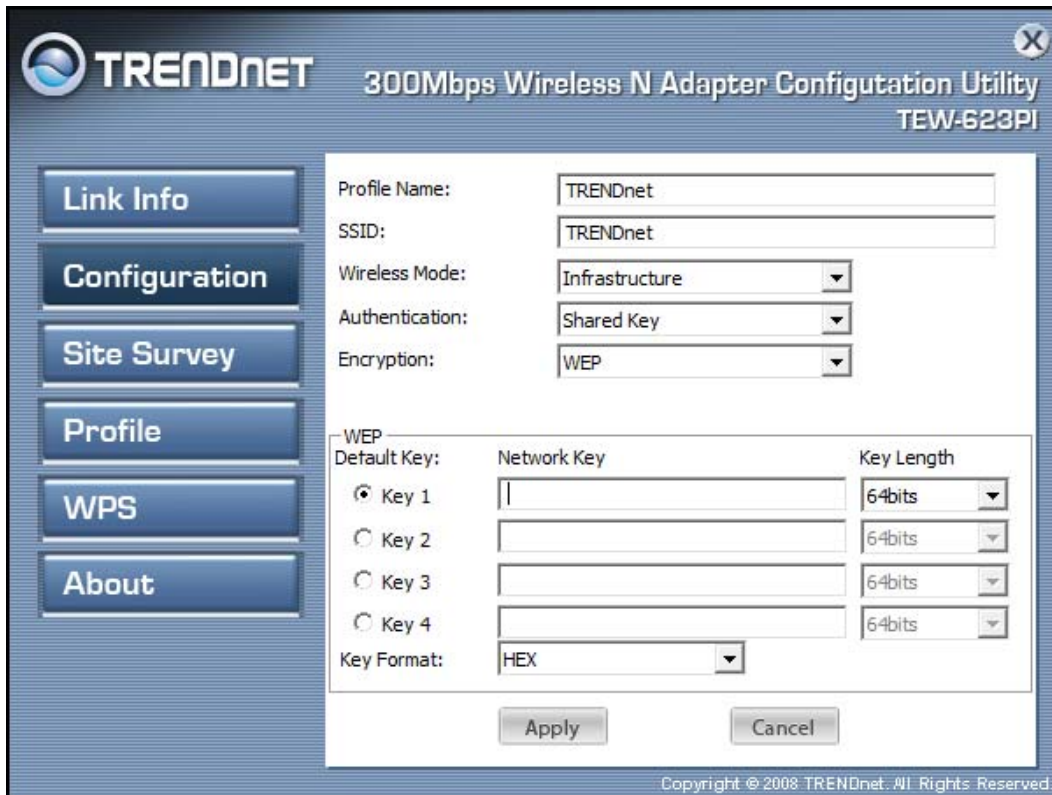 TRENDNET
300Mbps Wireless N Adapter Configutation Utility
TEW-623PI
Link Info
Configuration
Site Survey
Profile
WPS
About
Profile Name: TRENDnet
SSID: TRENDnet
Wireless Mode: Infrastructure
Authentication: Shared Key
Encryption: WEP
WEP
Default Key: Network Key Key Length
Key 1 64bits
Key 2 64bits
Key 3 64bits
Key 4 64bits
Key Format: HEX
Apply Cancel
Copyright © 2008 TRENDnet. All Rights Reserved